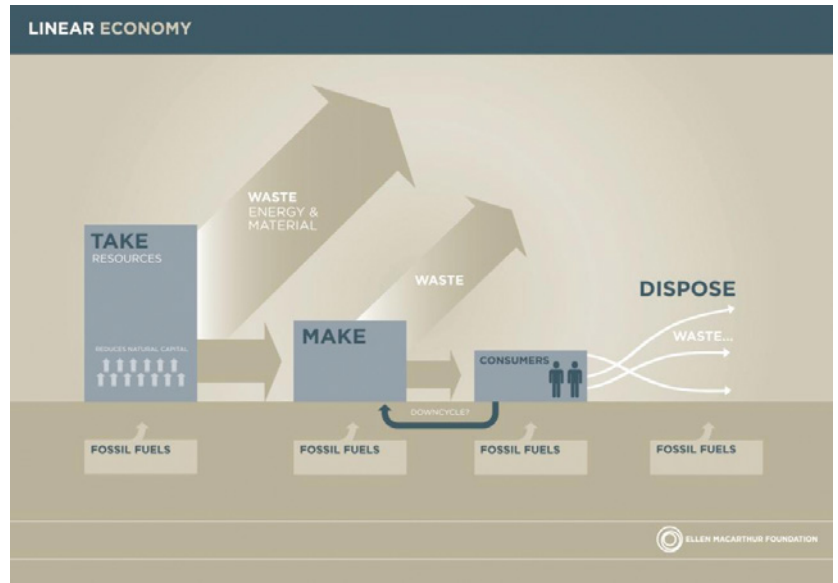 LINEAR ECONOMY
WASTE
ENERGY &
MATERIAL
TAKE
RESOURCES
WASTE
DISPOSE
MAKE
WASTE...
REDUCES NATURAL CAPITAL
CONSUMERS
DOWNCYCLE?
FOSSIL FUELS
FOSSIL FUELS
FOSSIL FUELS
FOSSIL FUELS
ELLEN MACARTHUR FOUNDATION